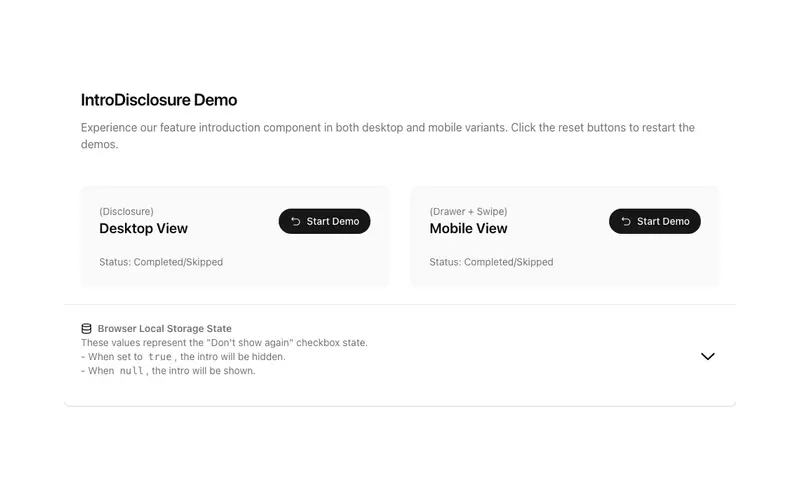 IntroDisclosure Demo
Experience our feature introduction component in both desktop and mobile variants. Click the reset buttons to restart the
demos.
(Disclosure)
Desktop View
Start Demo
Status: Completed/Skipped
(Drawer + Swipe)
Mobile View
Start Demo
Status: Completed/Skipped
Browser Local Storage State
These values represent the "Don't show again" checkbox state.
- When set to true, the intro will be hidden.
- When null, the intro will be shown.